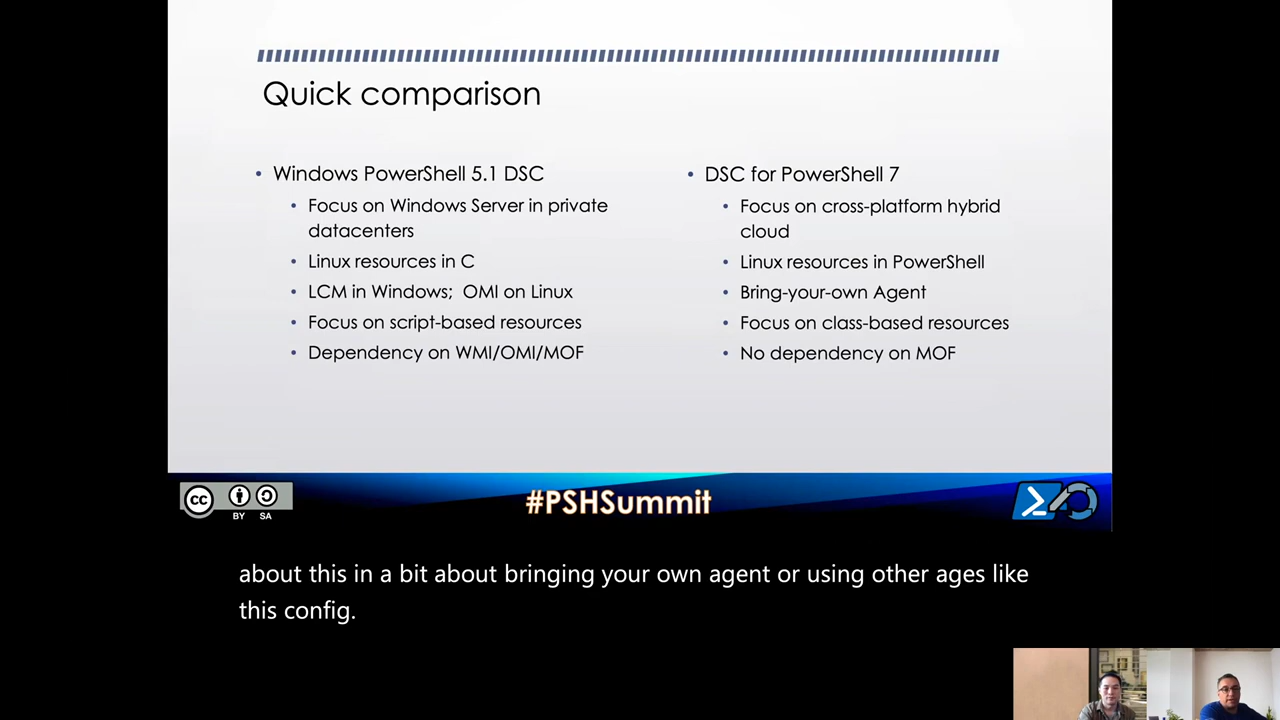 Quick comparison
• Windows PowerShell 5.1 DSC
• Focus on Windows Server in private
datacenters
• Linux resources in C
• LCM in Windows; OMI on Linux
• Focus on script-based resources
• Dependency on WMI/OMI/MOF
• DSC for PowerShell 7
• Focus on cross-platform hybrid
cloud
• Linux resources in PowerShell
• Bring-your-own Agent
• Focus on class-based resources
• No dependency on MOF
cc
BY SA
#PSHSummit
about this in a bit about bringing your own agent or using other ages like
this config.